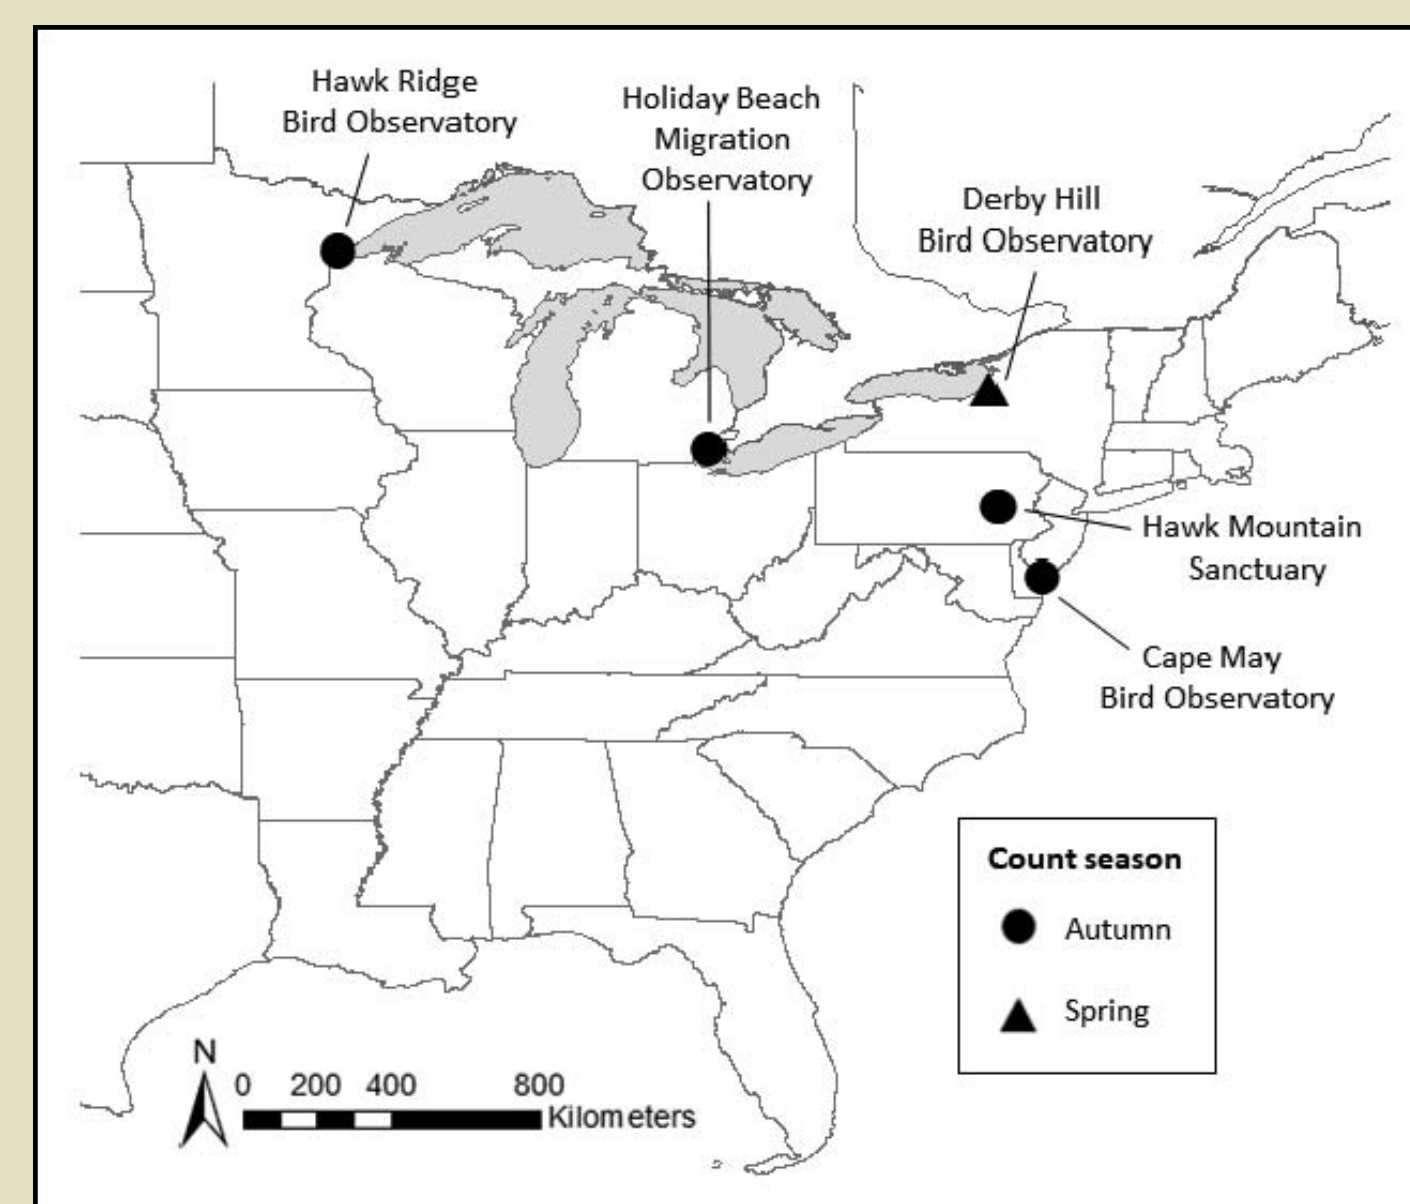 Hawk Ridge
Bird Observatory
Holiday Beach
Migration
Observatory
Derby Hill
Bird Observatory
Hawk Mountain
Sanctuary
Cape May
Bird Observatory
Count season
Autumn
Spring
N
0 200 400 800
Kilometers